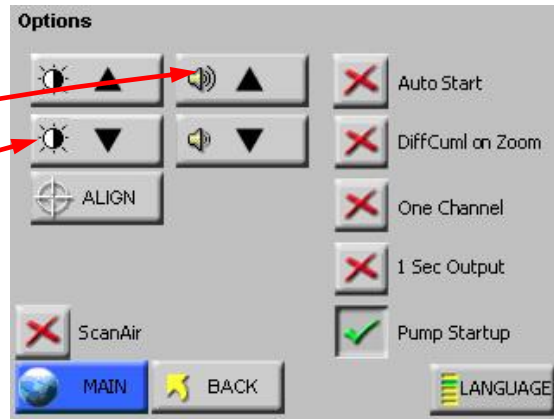 Options
Auto Start
DiffCuml on Zoom
ALIGN
One Channel
1 Sec Output
ScanAir
Pump Startup
MAIN
BACK
LANGUAGE